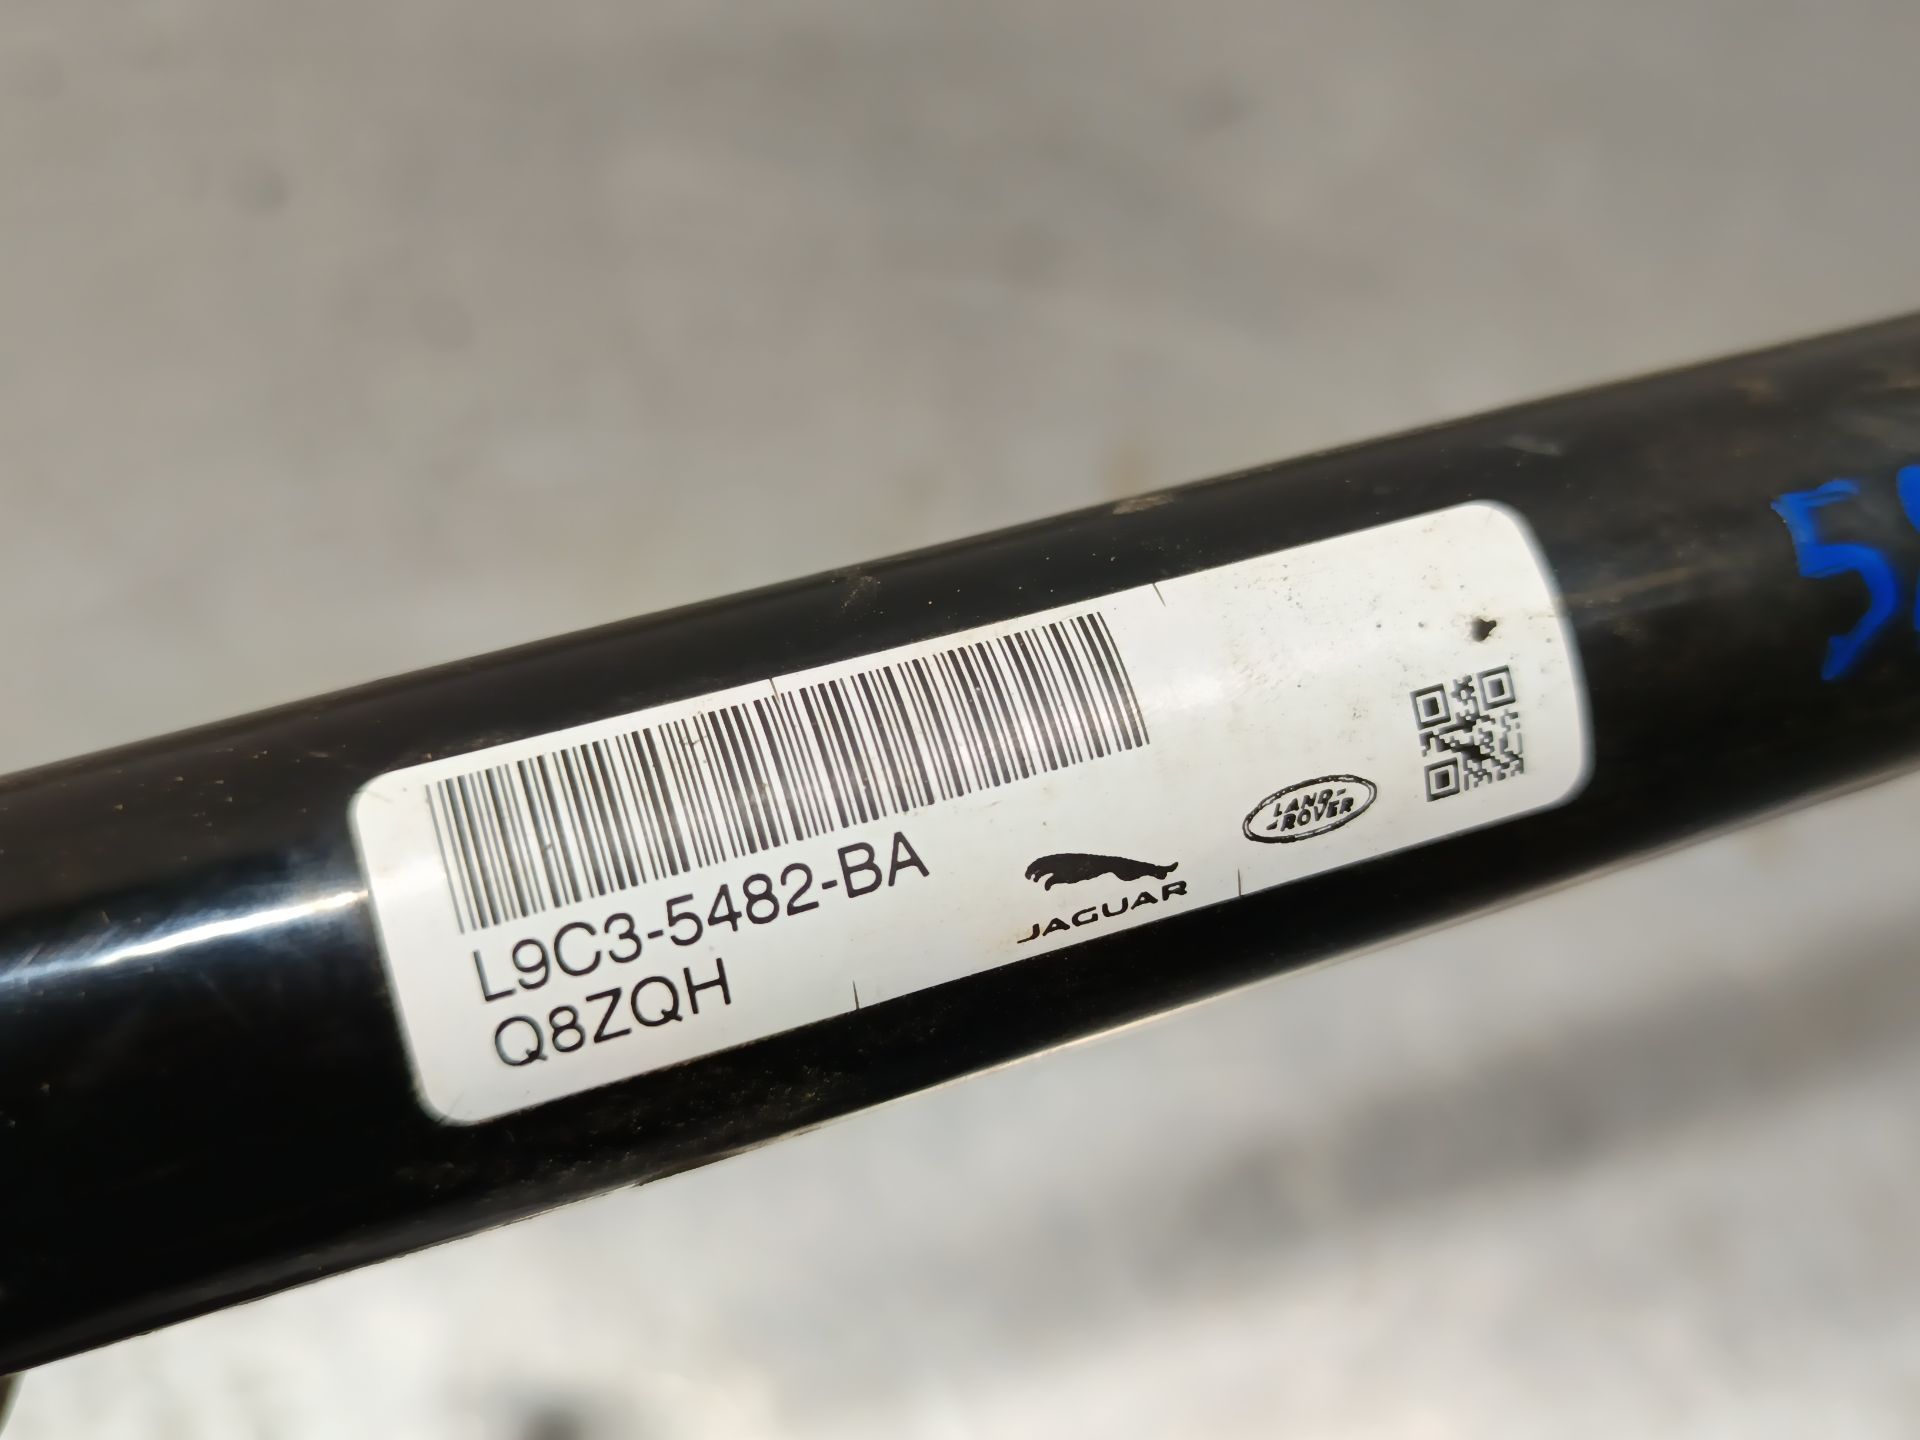 L9C3-5482-BA
Q8ZQH
JAGUAR
LAND-
-ROVER